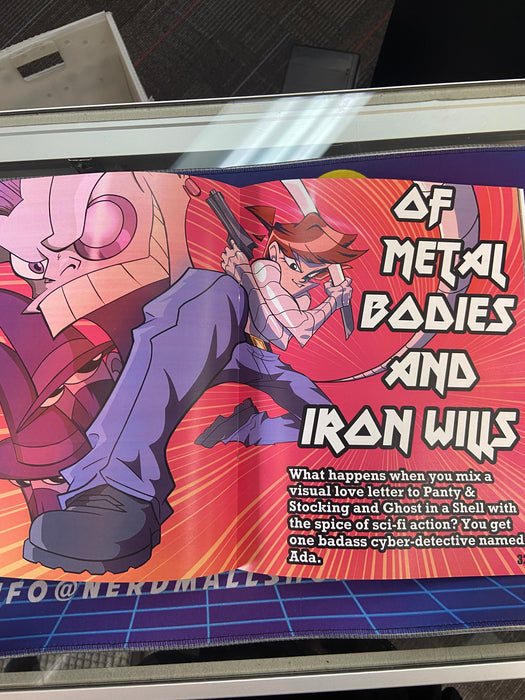 OF
METAL
BODIES
AND
IRON WILLS
What happens when you mix a
visual love letter to Panty &
Stocking and Ghost in a Shell with
the spice of sci-fi action? You get
one badass cyber-detective named
Ada.